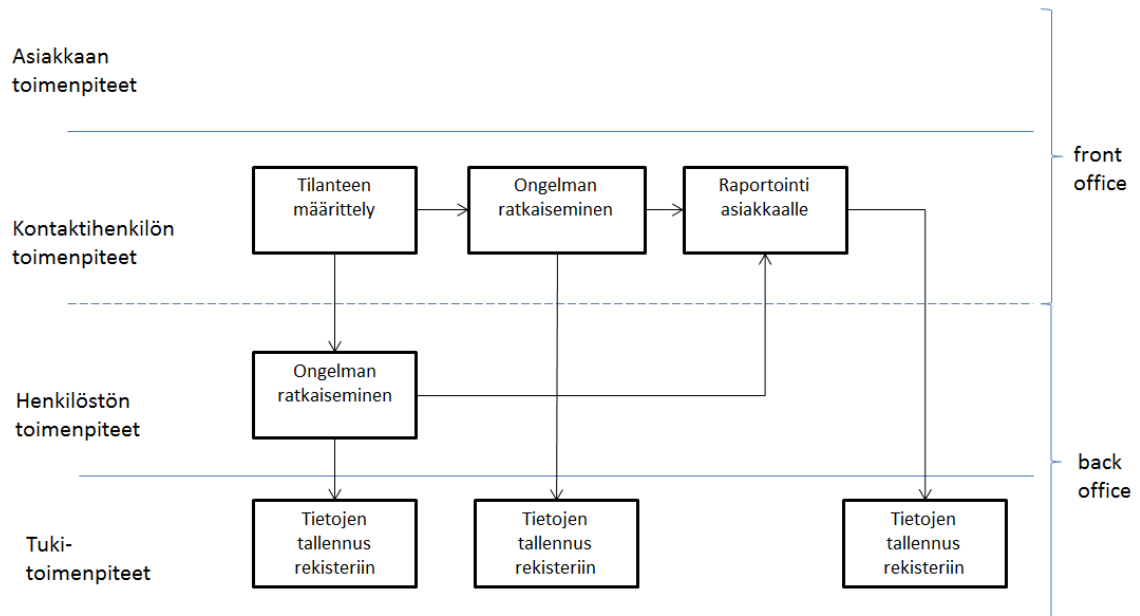 Asiakkaan
toimenpiteet
front
office
Tilanteen
määrittely
Ongelman
ratkaiseminen
Raportointi
asiakkaalle
Kontaktihenkilön
toimenpiteet
Ongelman
ratkaiseminen
Henkilöstön
toimenpiteet
back
office
Tietojen
tallennus
rekisteriin
Tietojen
tallennus
rekisteriin
Tietojen
tallennus
rekisteriin
Tuki-
toimenpiteet